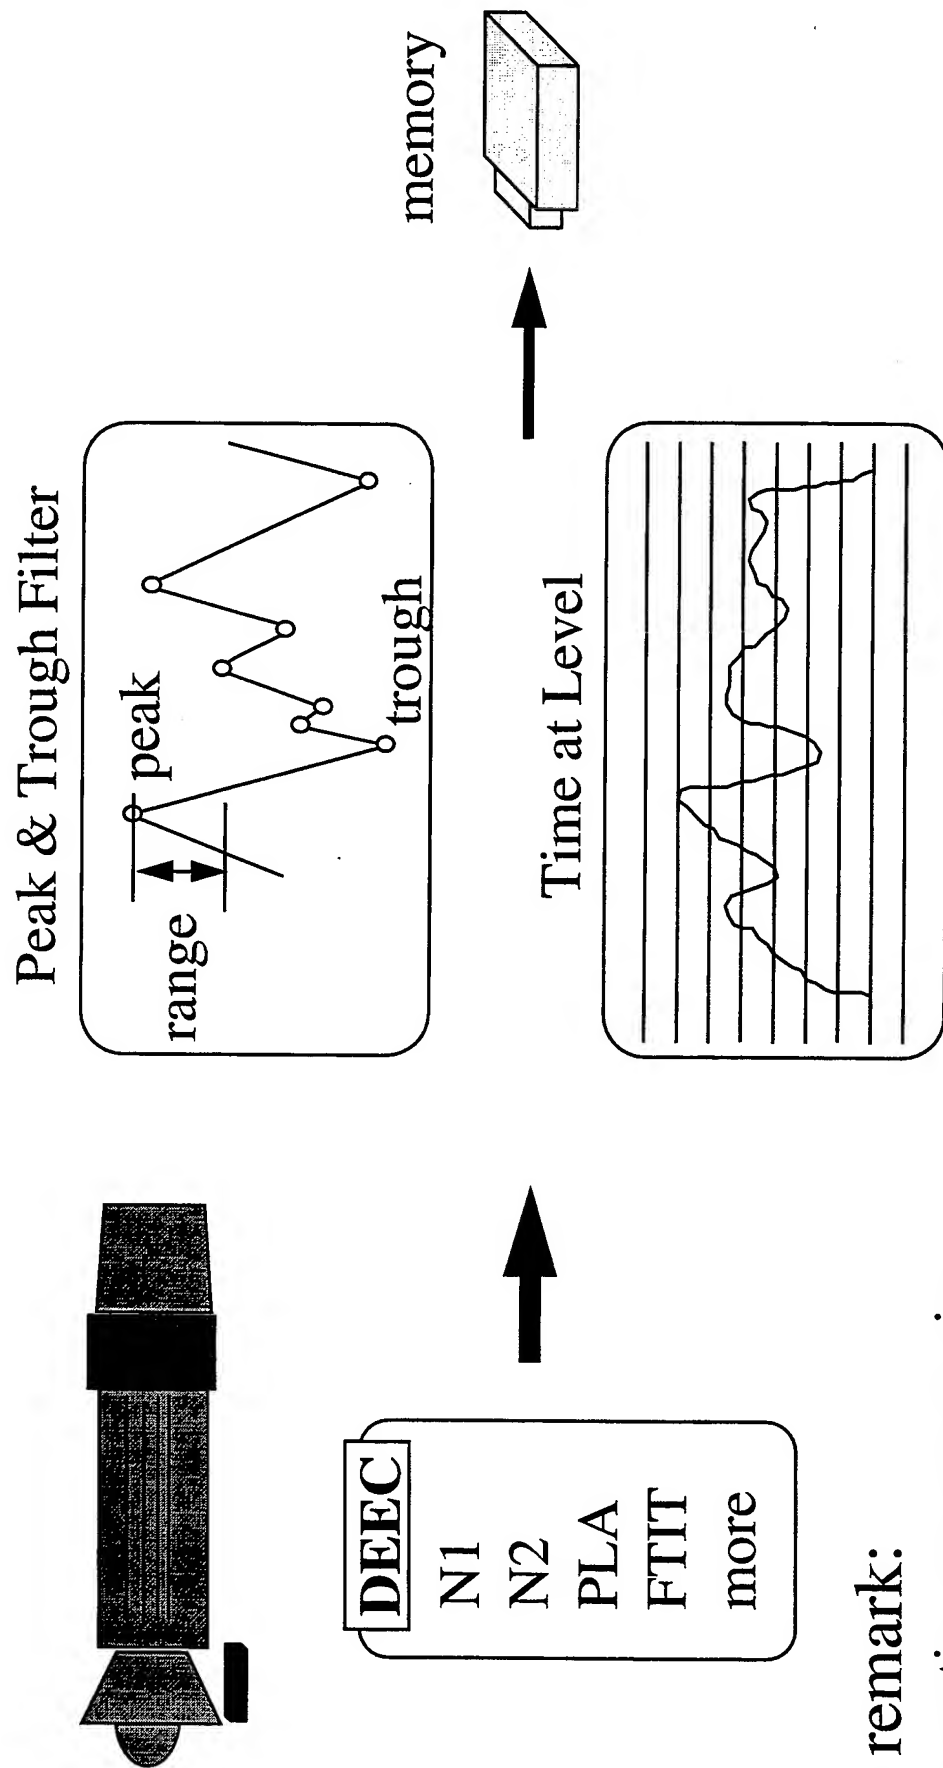 DEEC
N1
N2
PLA
FTIT
more
Peak & Trough Filter
range
peak
trough
Time at Level
memory
remark: